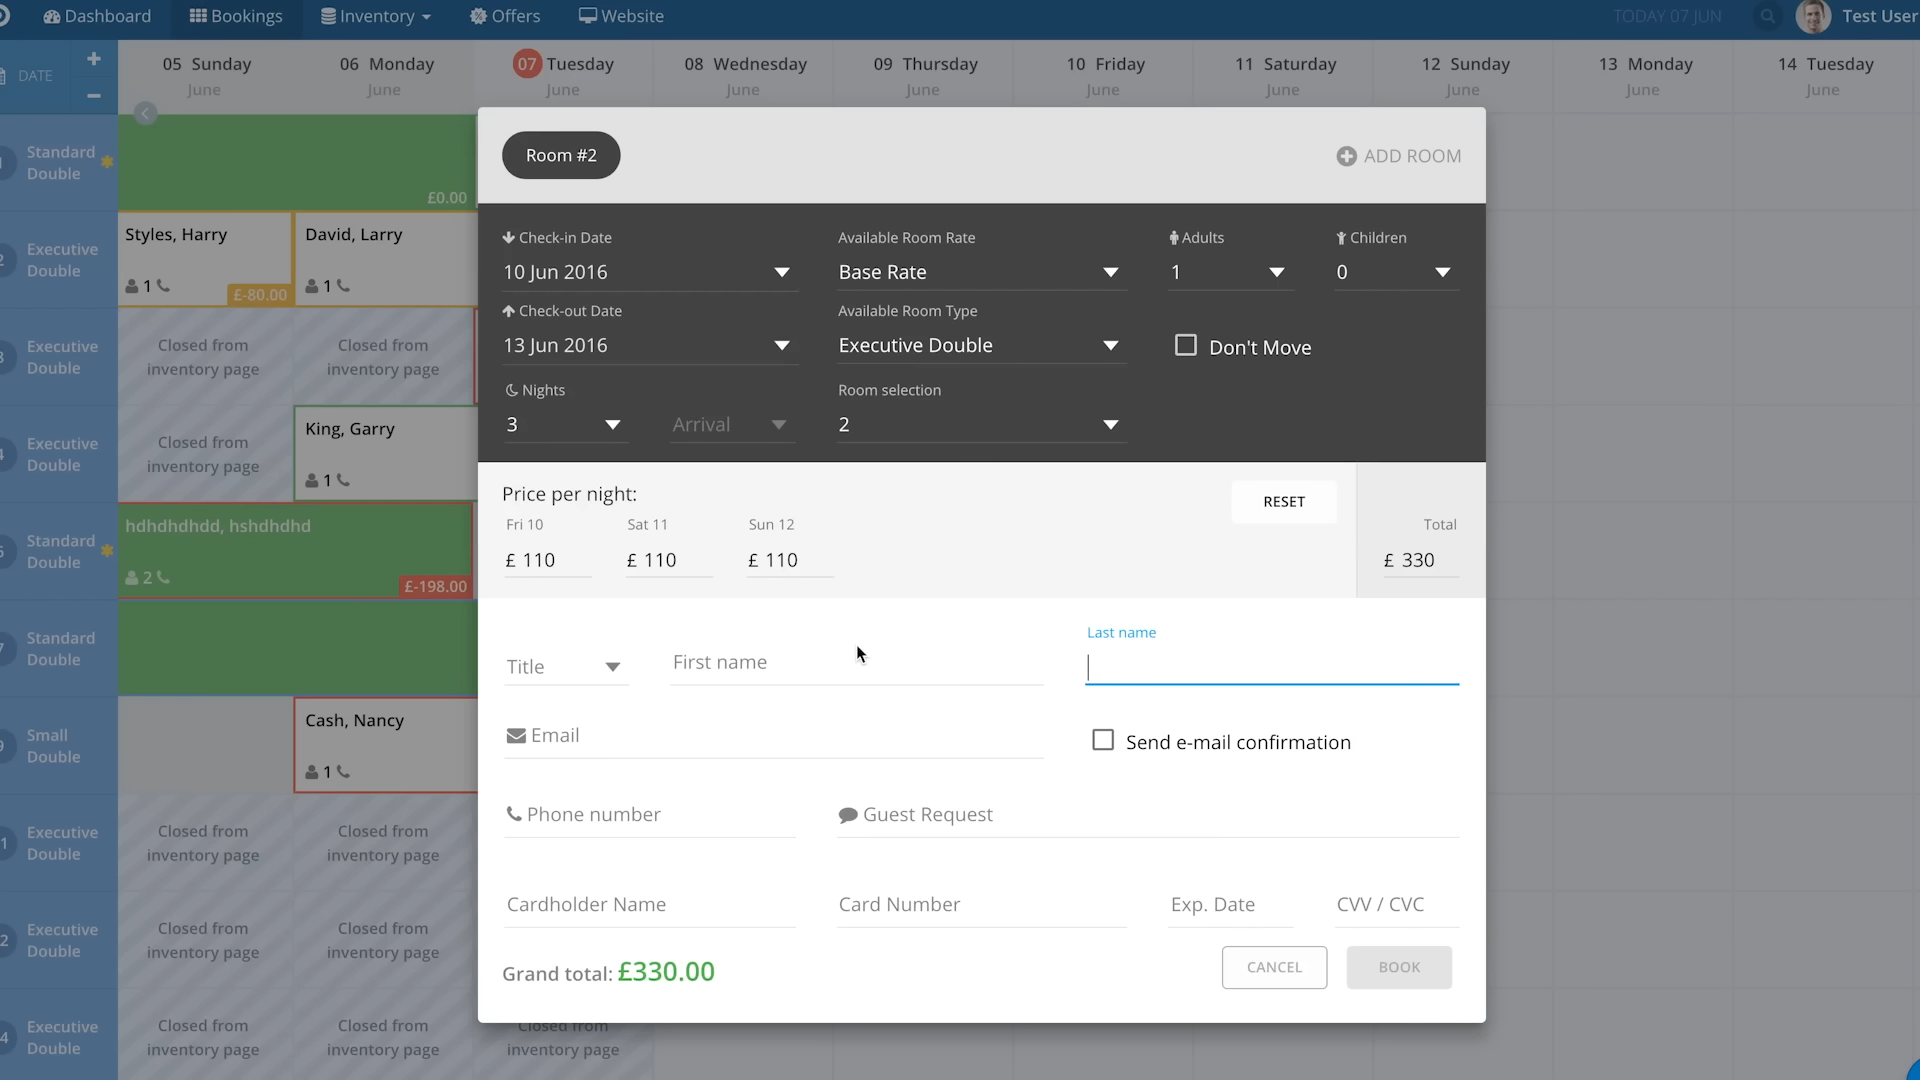 Dashboard Bookings Inventory Offers Website TODAY 07 JUN Test User
DATE + − 05 Sunday June 06 Monday June 07 Tuesday June 08 Wednesday June 09 Thursday June 10 Friday June 11 Saturday June 12 Sunday June 13 Monday June 14 Tuesday June
Standard Double
£0.00
2 Executive Double
Styles, Harry
1
£-80.00
David, Larry
1
Executive Double
Closed from inventory page
Closed from inventory page
Executive Double
Closed from inventory page
King, Garry
1
Standard Double
hdhdhdhdd, hshdhdhd
2
£-198.00
Standard Double
Small Double
Cash, Nancy
1
Executive Double
Closed from inventory page
Closed from inventory page
2 Executive Double
Closed from inventory page
Closed from inventory page
4 Executive Double
Closed from inventory page
Closed from inventory page
Closed from inventory page
Room #2
ADD ROOM
Check-in Date
10 Jun 2016
Available Room Rate
Base Rate
Adults
1
Children
0
Check-out Date
13 Jun 2016
Available Room Type
Executive Double
Don't Move
Nights
3
Arrival
Room selection
2
Price per night:
RESET
Fri 10 Sat 11 Sun 12 Total
£ 110 £ 110 £ 110 £ 330
Title
First name
Last name
Email
Send e-mail confirmation
Phone number
Guest Request
Cardholder Name
Card Number
Exp. Date
CVV / CVC
Grand total: £330.00
CANCEL
BOOK